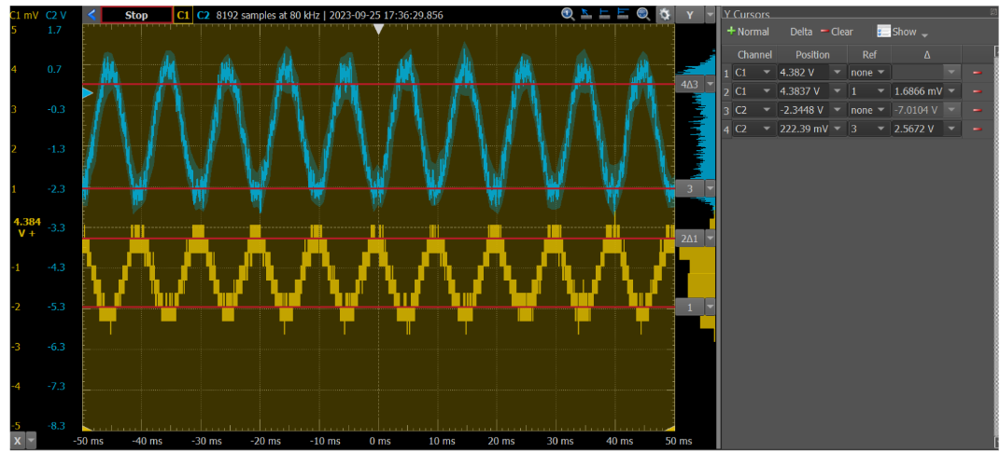 C1 mV C2 V Stop C1 C2 8192 samples at 80 kHz | 2023-09-25 17:36:29.856 Y
Y Cursors
Normal Delta Clear Show
Channel Position Ref Δ
1 C1 4.382 V none
2 C1 4.3837 V 1 1.6866 mV
3 C2 -2.3448 V none -7.0104 V
4 C2 222.39 mV 3 2.5672 V
5 1.7
4 0.7
4Δ3
3 -0.3
2 -1.3
1 -2.3
3
4.384 -3.3
V +
2Δ1
-1 -4.3
-2 -5.3
1
-3 -6.3
-4 -7.3
-5 -8.3
X -50 ms -40 ms -30 ms -20 ms -10 ms 0 ms 10 ms 20 ms 30 ms 40 ms 50 ms